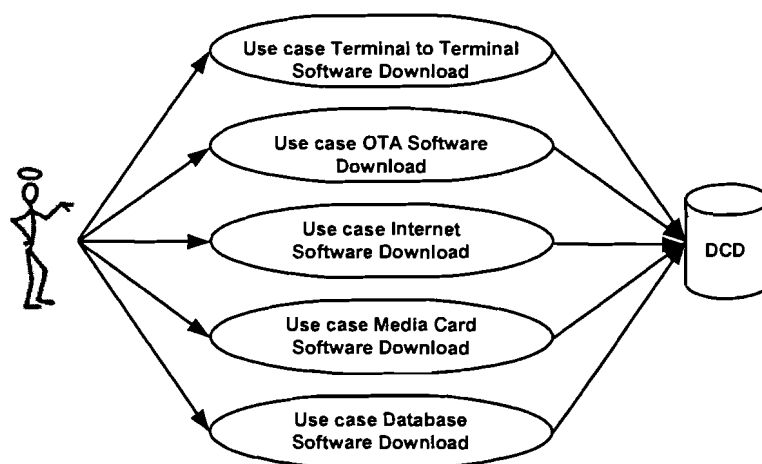 Use case Terminal to Terminal
Software Download
Use case OTA Software
Download
Use case Internet
Software Download
DCD
Use case Media Card
Software Download
Use case Database
Software Download